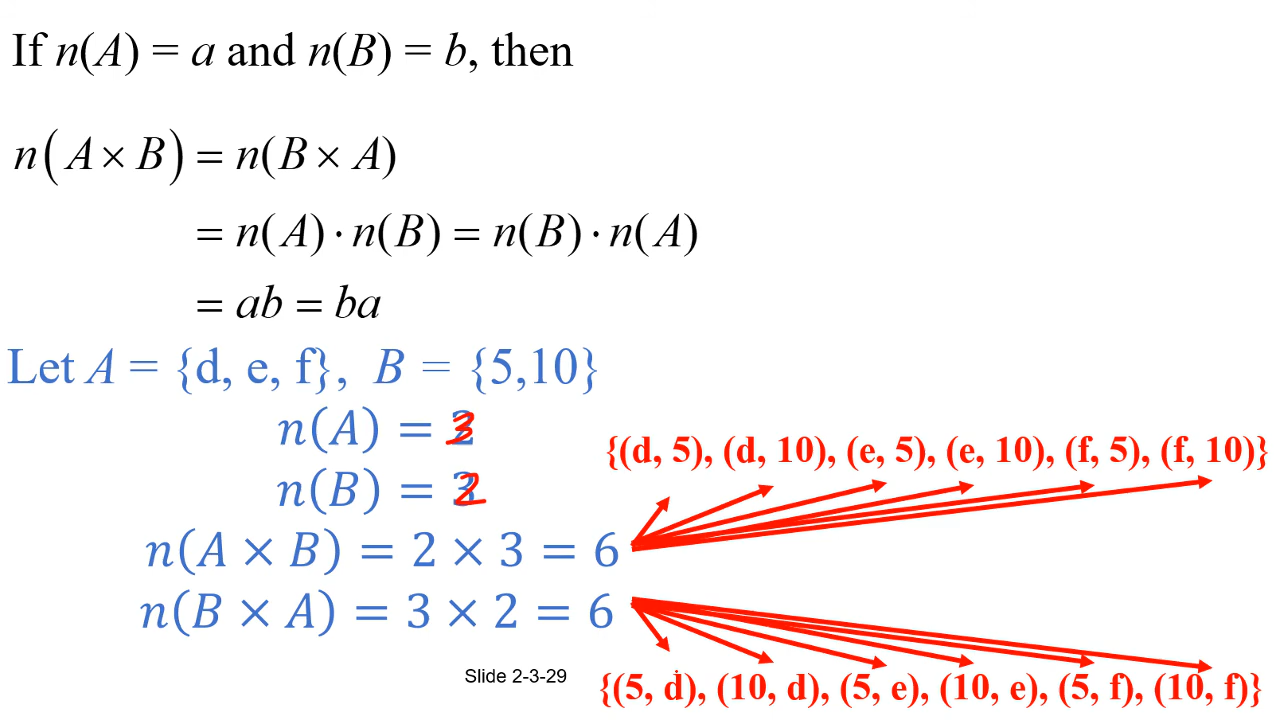 If n(A) = a and n(B) = b, then
n(A × B) = n(B × A)
= n(A) · n(B) = n(B) · n(A)
= ab = ba
Let A = {d, e, f}, B = {5,10}
n(A) = 3
{(d, 5), (d, 10), (e, 5), (e, 10), (f, 5), (f, 10)}
n(B) = 2
n(A × B) = 2 × 3 = 6
n(B × A) = 3 × 2 = 6
Slide 2-3-29
{(5, d), (10, d), (5, e), (10, e), (5, f), (10, f)}